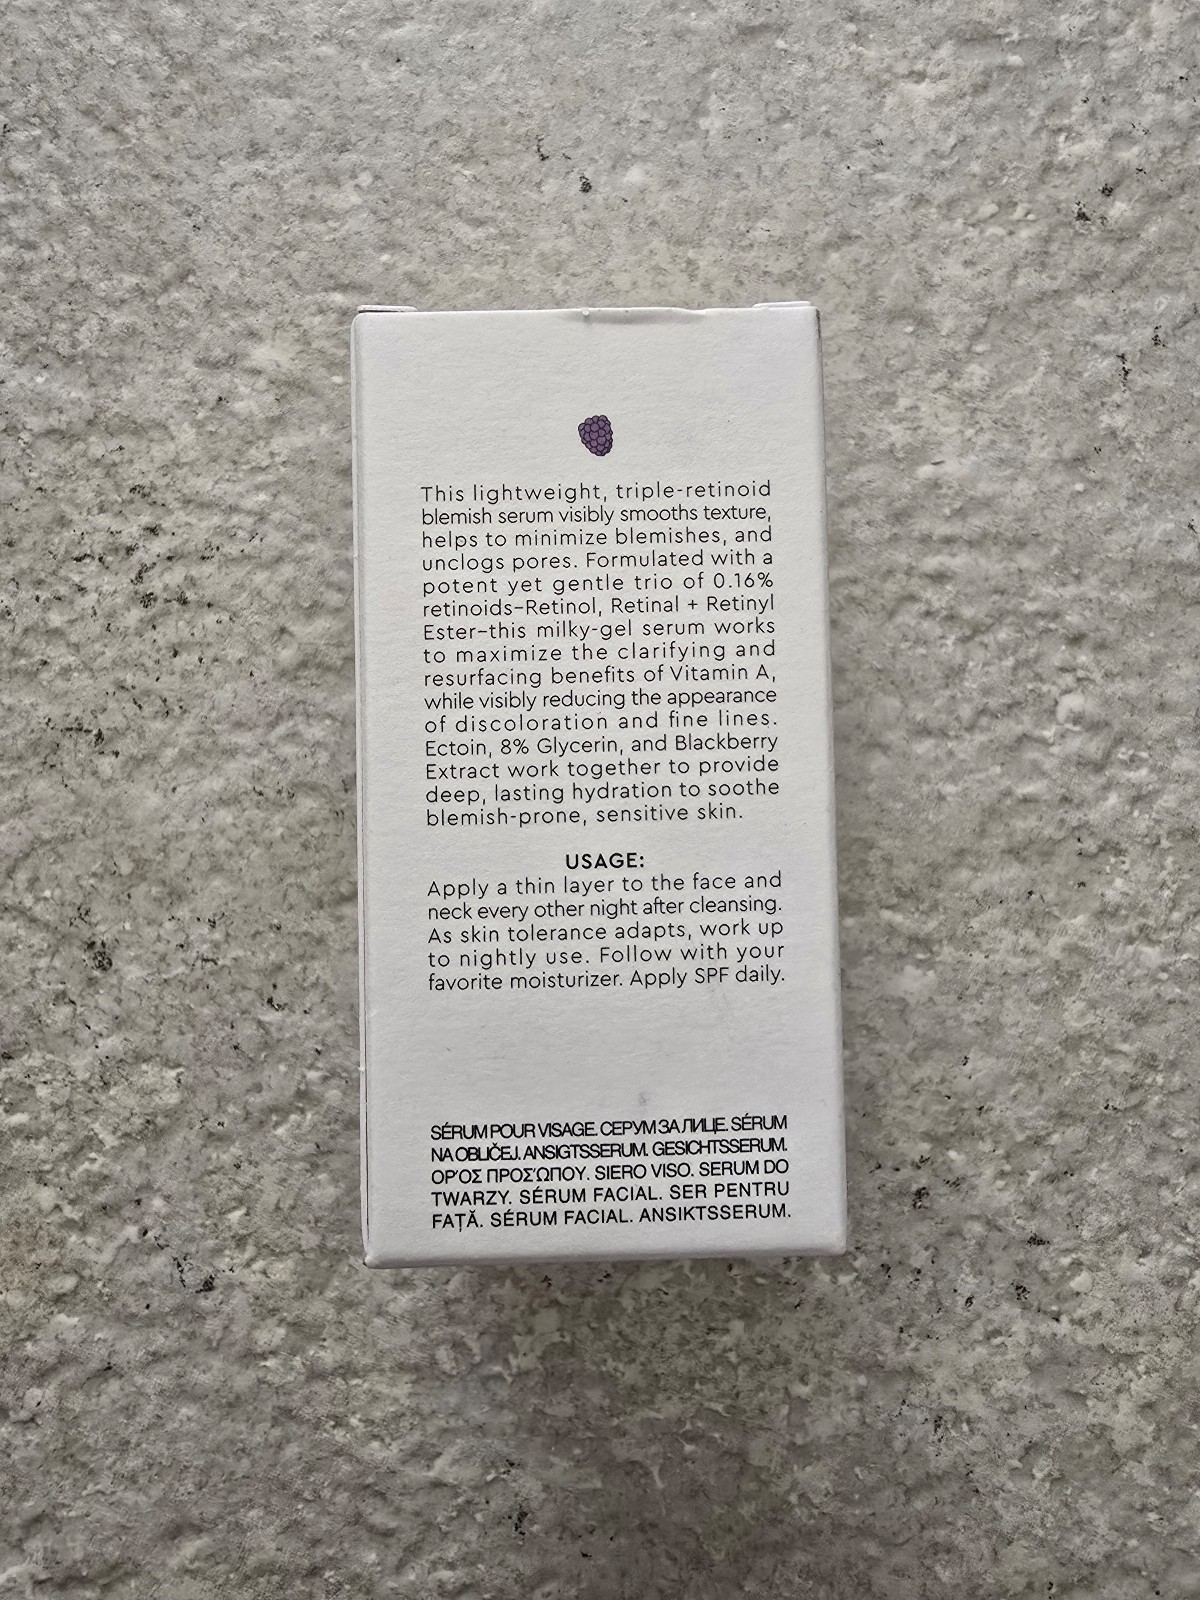 This lightweight, triple-retinoid
blemish serum visibly smooths texture,
helps to minimize blemishes, and
unclogs pores. Formulated with a
potent yet gentle trio of 0.16%
retinoids–Retinol, Retinal + Retinyl
Ester–this milky-gel serum works
to maximize the clarifying and
resurfacing benefits of Vitamin A,
while visibly reducing the appearance
of discoloration and fine lines.
Ectoin, 8% Glycerin, and Blackberry
Extract work together to provide
deep, lasting hydration to soothe
blemish-prone, sensitive skin.
USAGE:
Apply a thin layer to the face and
neck every other night after cleansing.
As skin tolerance adapts, work up
to nightly use. Follow with your
favorite moisturizer. Apply SPF daily.
SÉRUM POUR VISAGE. СЕРУМ ЗА ЛИЦЕ. SÉRUM
NA OBLIČEJ. ANSIGTSSERUM. GESICHTSSERUM.
ΟΡ'ΟΣ ΠΡΟΣ'ΩΠΟΥ. SIERO VISO. SERUM DO
TWARZY. SÉRUM FACIAL. SER PENTRU
FAȚĂ. SÉRUM FACIAL. ANSIKTSSERUM.